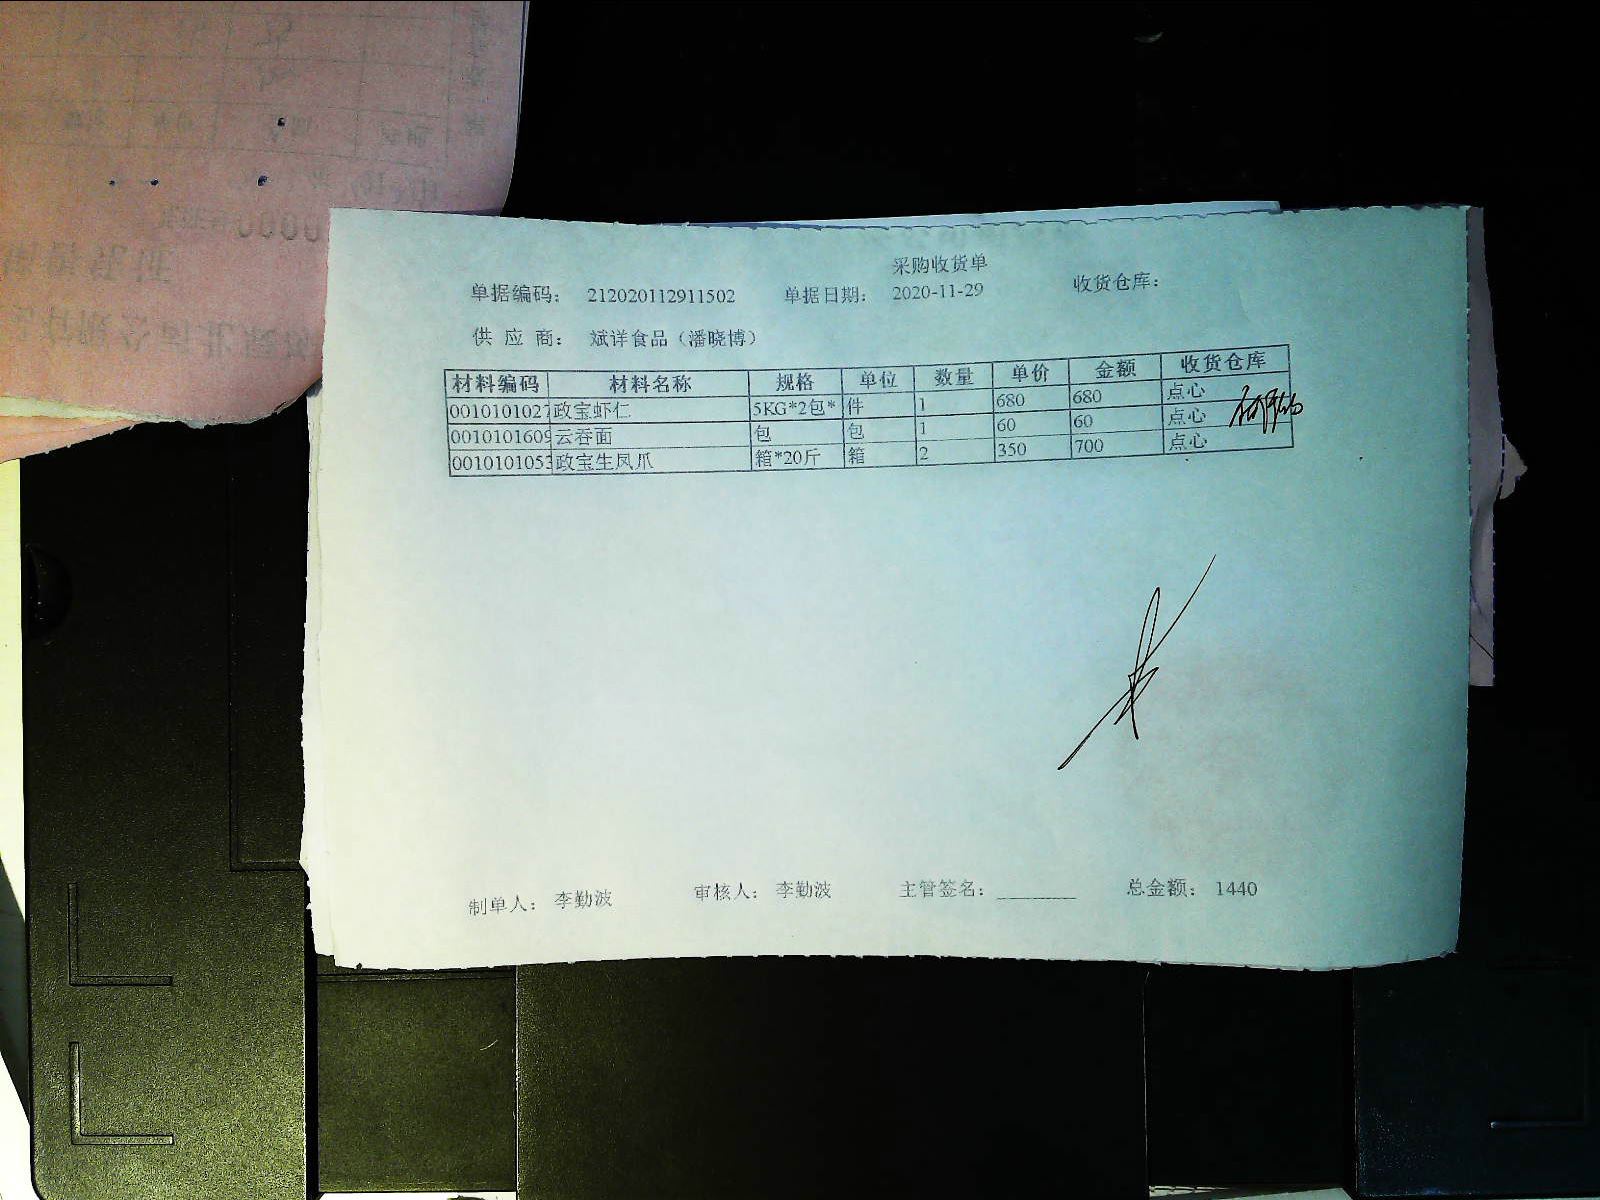 采购收货单
单据编码： 212020112911502 单据日期： 2020-11-29 收货仓库：
供 应 商： 斌详食品（潘晓博）
材料编码 材料名称 规格 单位 数量 单价 金额 收货仓库
0010101027 政宝虾仁 5KG*2包* 件 1 680 680 点心
0010101609 云吞面 包 包 1 60 60 点心
0010101053 政宝生凤爪 箱*20斤 箱 2 350 700 点心
制单人： 李勤波 审核人： 李勤波 主管签名： 总金额： 1440